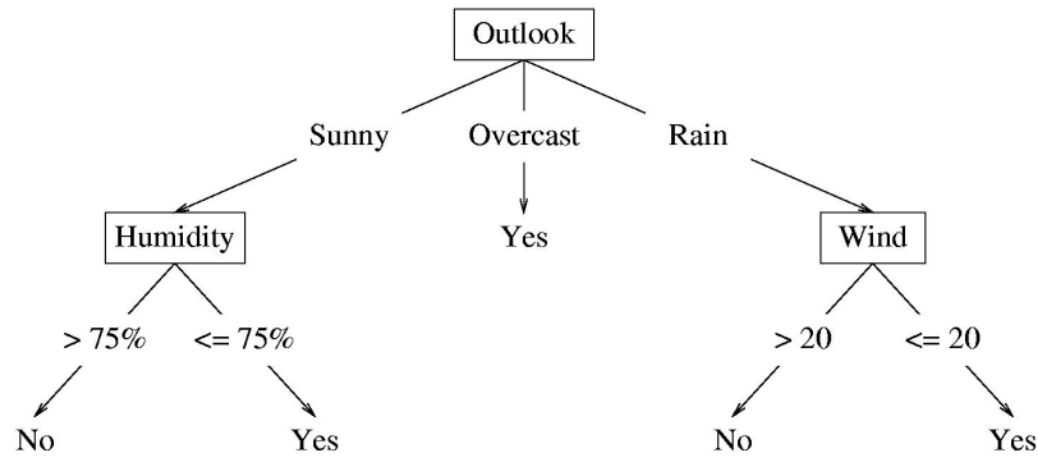 Outlook
Sunny Overcast Rain
Humidity Yes Wind
> 75% <= 75% > 20 <= 20
No Yes No Yes